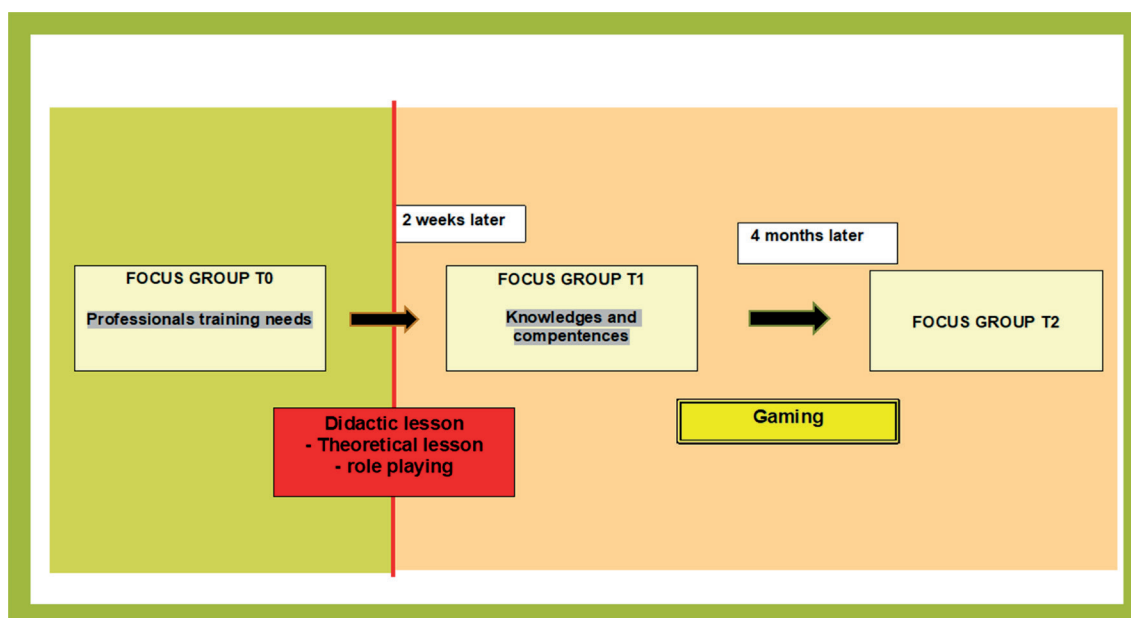 2 weeks later
4 months later
FOCUS GROUP T0
Professionals training needs
FOCUS GROUP T1
Knowledges and
compentences
FOCUS GROUP T2
Didactic lesson
- Theoretical lesson
- role playing
Gaming